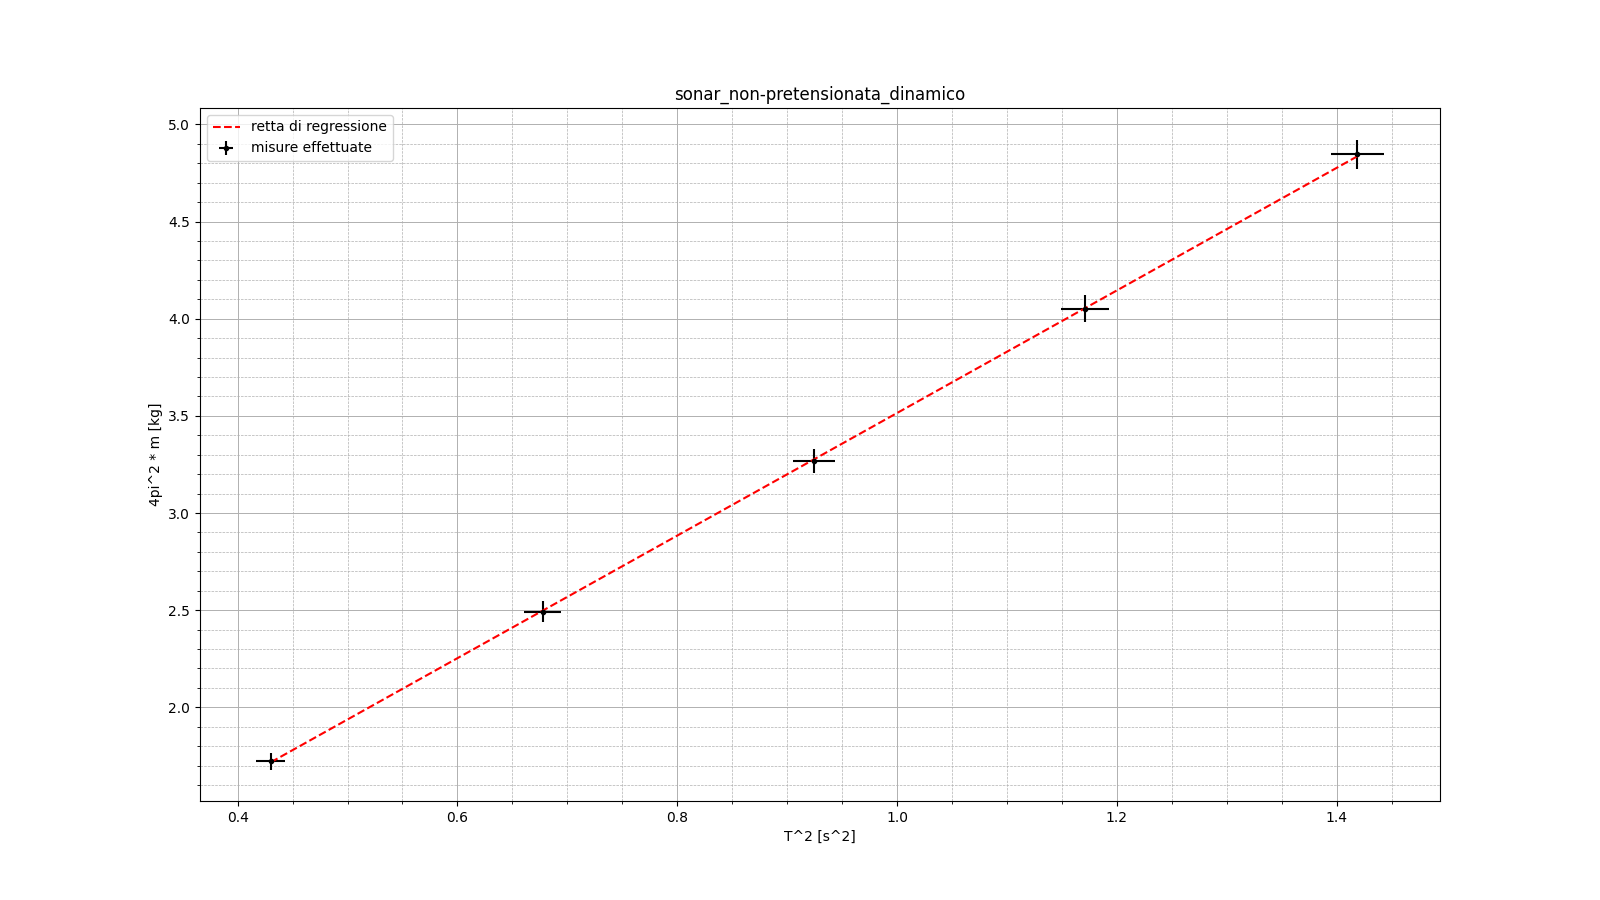 sonar_non-pretensionata_dinamico
retta di regressione
misure effettuate
5.0
4.5
4.0
3.5
3.0
2.5
2.0
4pi^2 * m [kg]
0.4 0.6 0.8 1.0 1.2 1.4
T^2 [s^2]